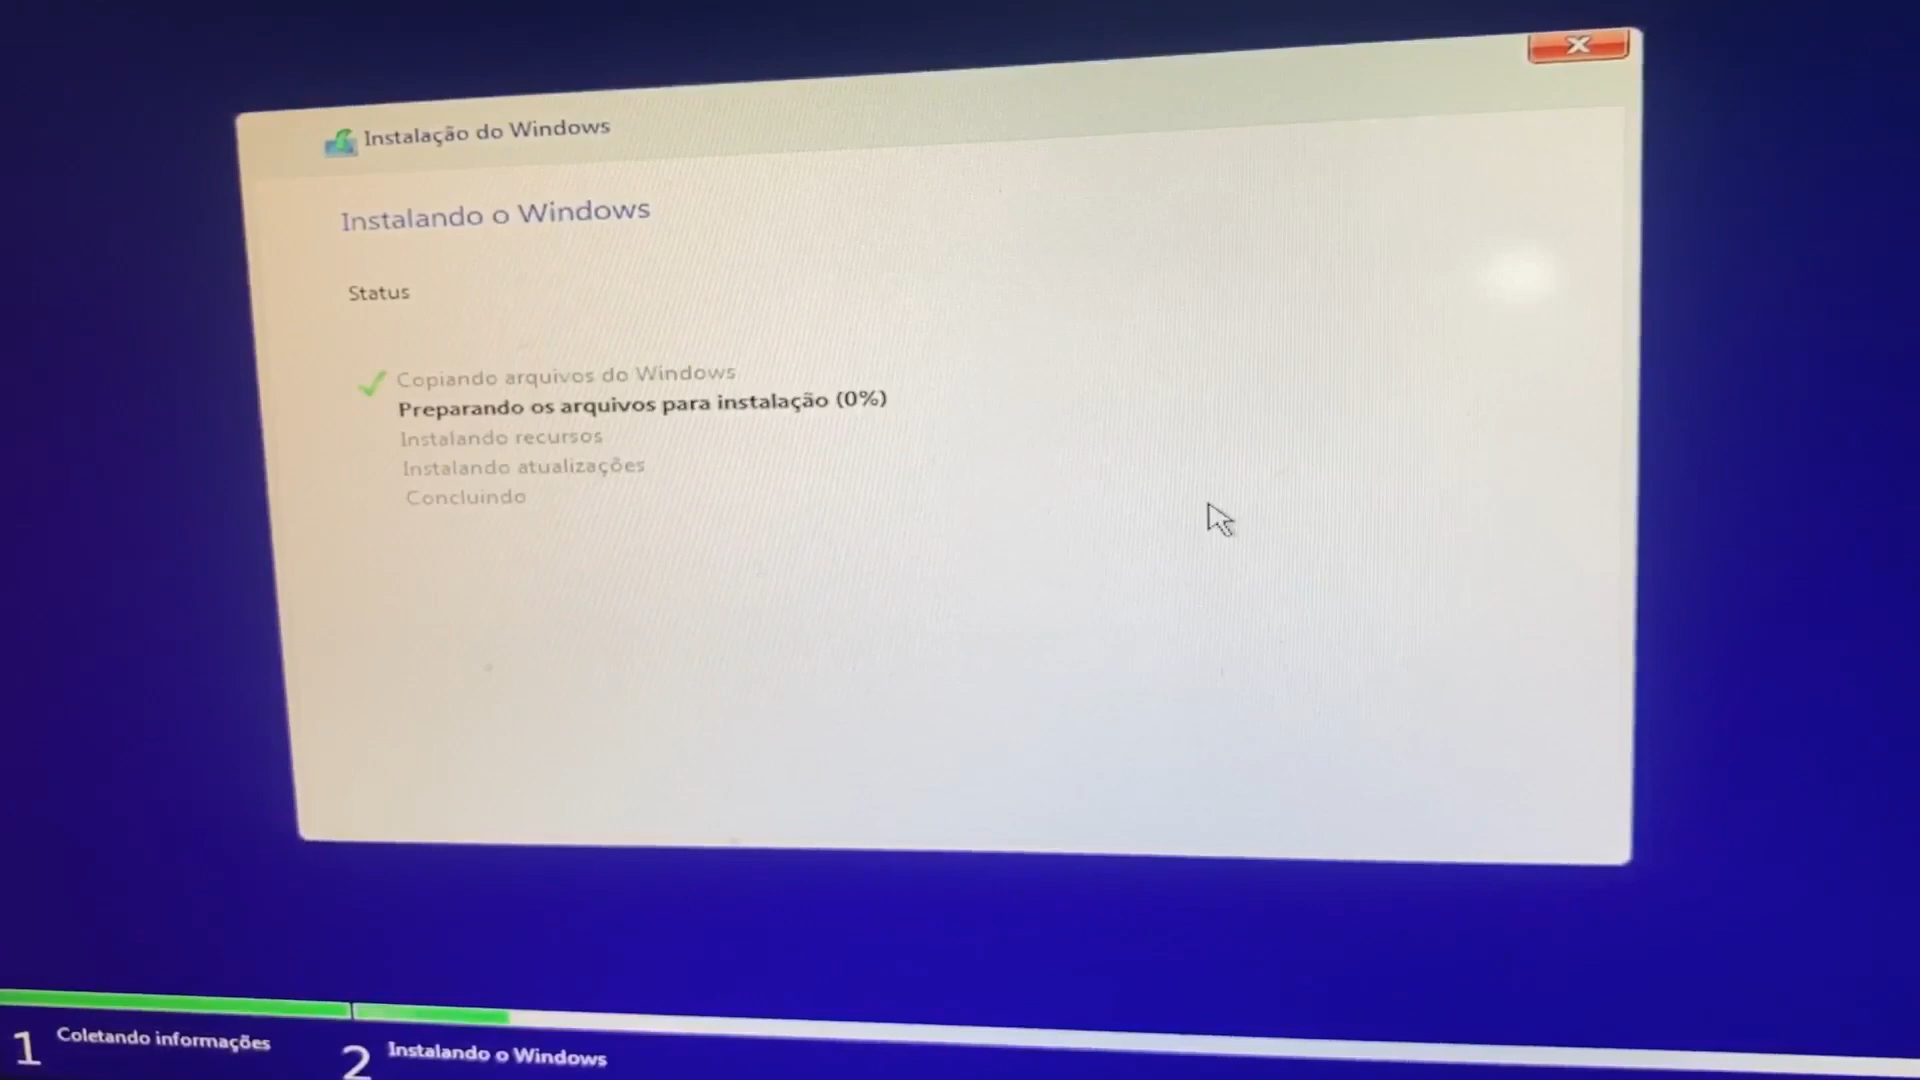 Instalação do Windows
Instalando o Windows
Status
Copiando arquivos do Windows
Preparando os arquivos para instalação (0%)
Instalando recursos
Instalando atualizações
Concluindo
1 Coletando informações
2 Instalando o Windows